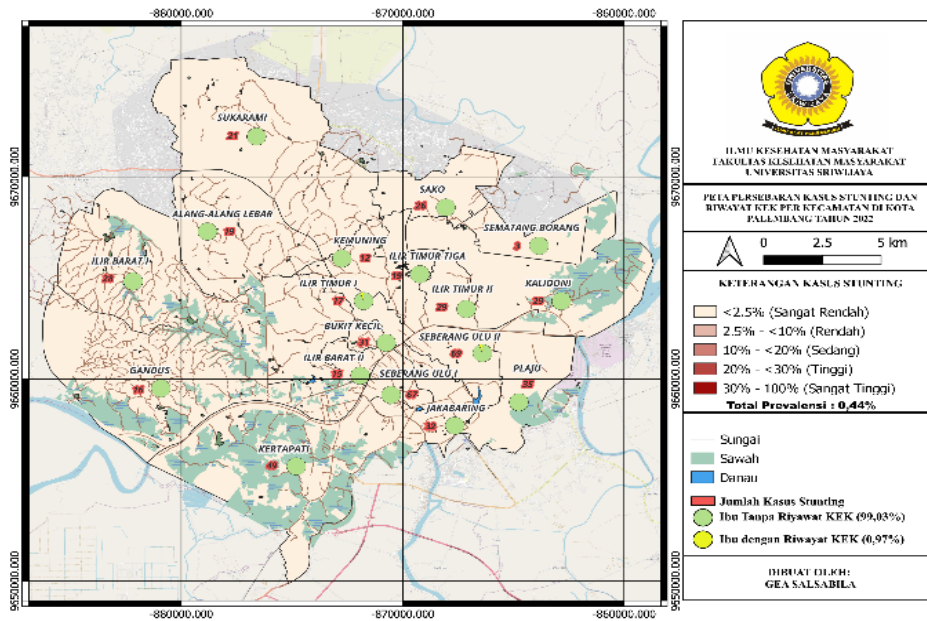 -860000.000 -870000.000 -860000.000
9670000.000
9660000.000
9650000.000
SUKARAMI
21
SAKO
26
ALANG-ALANG LEBAR
19
SEMATANG BORANG
3
KEMUNING
12
ILIR TIMUR TIGA
ILIR BARAT I
28
ILIR TIMUR I
17
ILIR TIMUR II
29
KALIDONI
29
BUKIT KECIL
31
SEBERANG ULU II
69
ILIR BARAT II
15
GANDUS
16
SEBERANG ULU I
67
PLAJU
35
JAKABARING
32
KERTAPATI
49
9670000.000
9660000.000
9650000.000
-860000.000 -870000.000 -850000.000
ILMU KESEHATAN MASYARAKAT
FAKULTAS KESEHATAN MASYARAKAT
UNIVERSITAS SRIWIJAYA
PETA PERSEBARAN KASUS STUNTING DAN
RIWAYAT KEK PER KECAMATAN DI KOTA
PALEMBANG TAHUN 2022
0 2.5 5 km
KETERANGAN KASUS STUNTING
<2.5% (Sangat Rendah)
2.5% - <10% (Rendah)
10% - <20% (Sedang)
20% - <30% (Tinggi)
30% - 100% (Sangat Tinggi)
Total Prevalensi : 0,44%
Sungai
Sawah
Danau
Jumlah Kasus Stunting
Ibu Tanpa Riyawat KEK (99,03%)
Ibu dengan Riwayat KEK (0,97%)
DIBUAT OLEH:
GEA SALSABILA